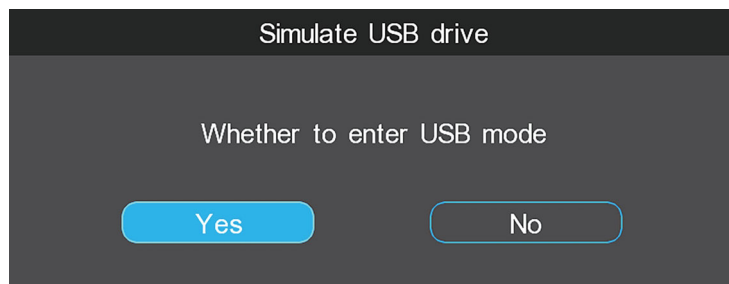 Simulate USB drive
Whether to enter USB mode
Yes
No